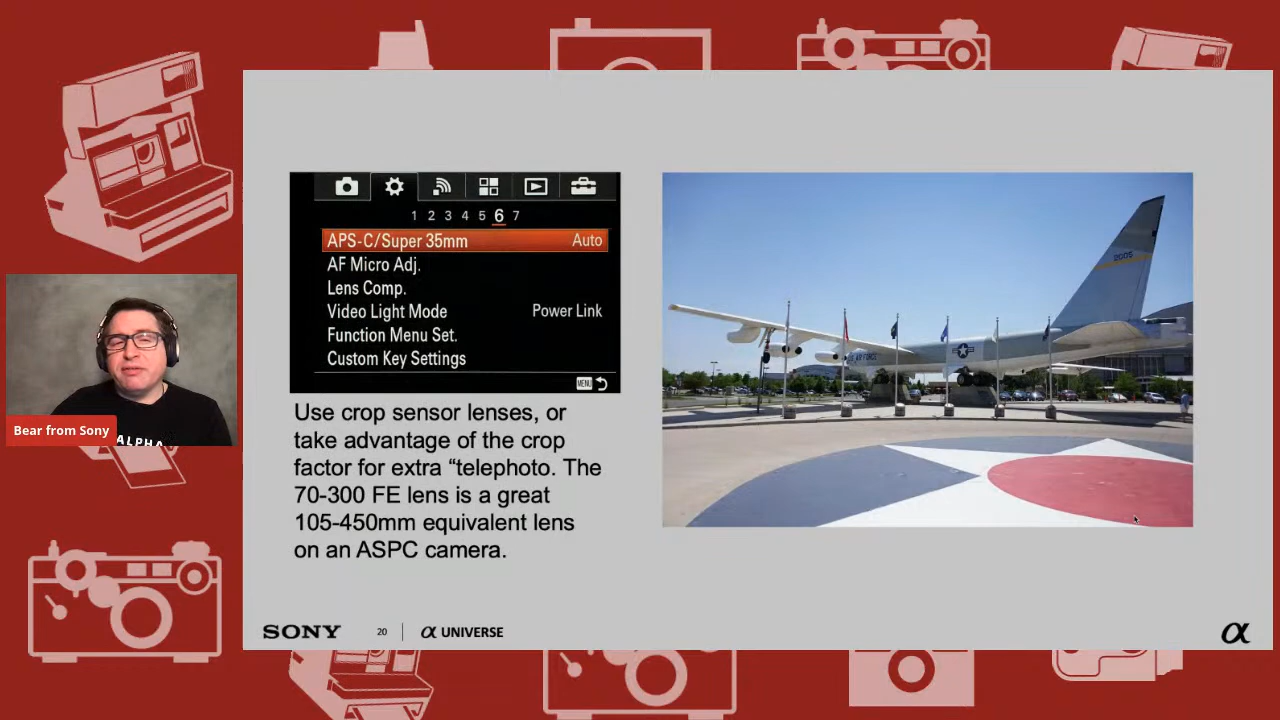 1 2 3 4 5 6 7
APS-C/Super 35mm Auto
AF Micro Adj.
Lens Comp.
Video Light Mode Power Link
Function Menu Set.
Custom Key Settings
MENU
Use crop sensor lenses, or
take advantage of the crop
factor for extra “telephoto. The
70-300 FE lens is a great
105-450mm equivalent lens
on an ASPC camera.
2005
U.S. AIR FORCE
ALPHA
Bear from Sony
SONY 20 α UNIVERSE
α